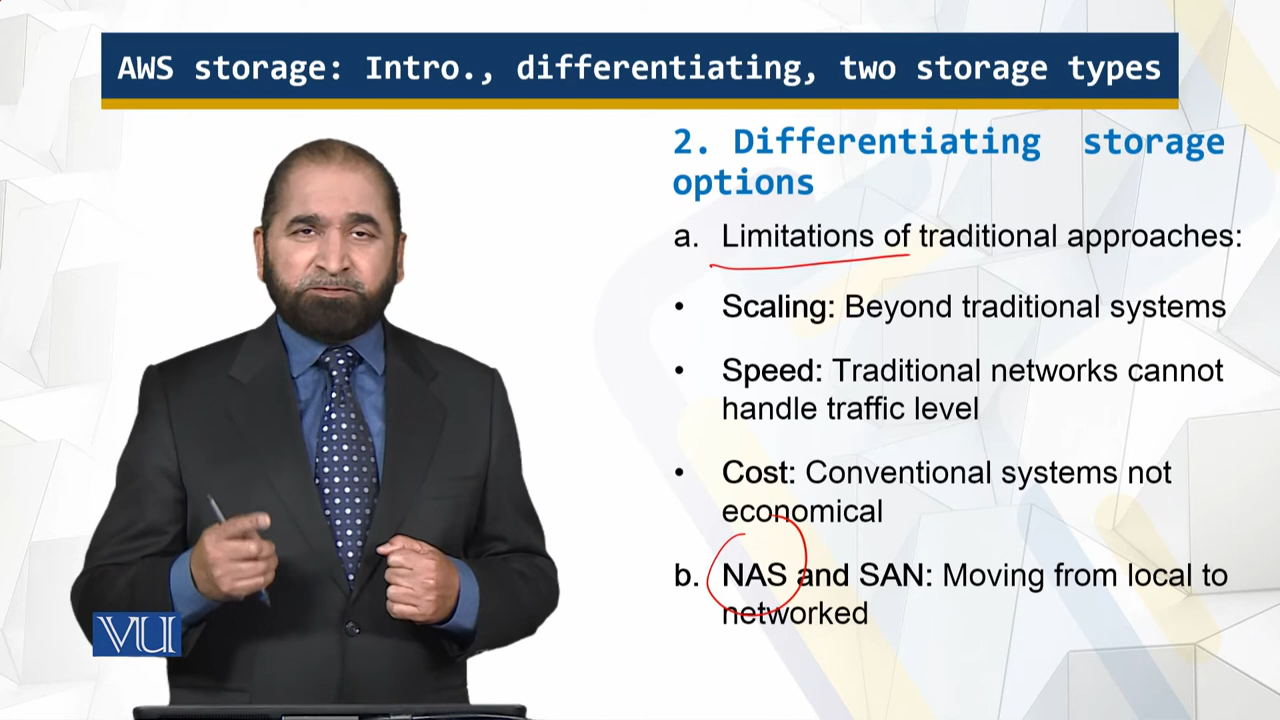 AWS storage: Intro., differentiating, two storage types
2. Differentiating storage
options
a. Limitations of traditional approaches:
• Scaling: Beyond traditional systems
• Speed: Traditional networks cannot
handle traffic level
• Cost: Conventional systems not
economical
b. NAS and SAN: Moving from local to
networked
VU